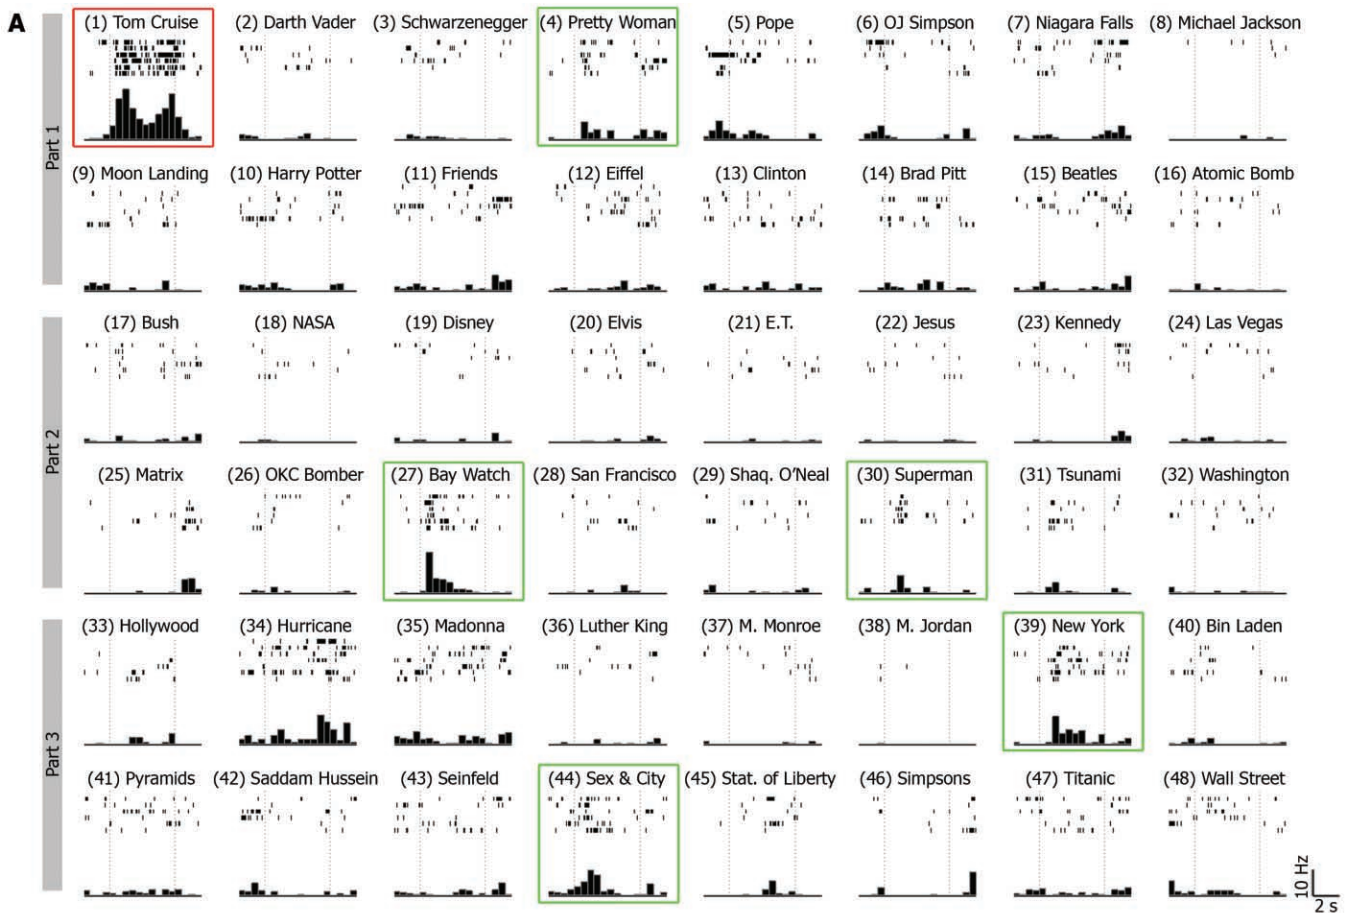 A
(1) Tom Cruise (2) Darth Vader (3) Schwarzenegger (4) Pretty Woman (5) Pope (6) OJ Simpson (7) Niagara Falls (8) Michael Jackson
Part 1
(9) Moon Landing (10) Harry Potter (11) Friends (12) Eiffel (13) Clinton (14) Brad Pitt (15) Beatles (16) Atomic Bomb
(17) Bush (18) NASA (19) Disney (20) Elvis (21) E.T. (22) Jesus (23) Kennedy (24) Las Vegas
Part 2
(25) Matrix (26) OKC Bomber (27) Bay Watch (28) San Francisco (29) Shaq. O'Neal (30) Superman (31) Tsunami (32) Washington
(33) Hollywood (34) Hurricane (35) Madonna (36) Luther King (37) M. Monroe (38) M. Jordan (39) New York (40) Bin Laden
Part 3
(41) Pyramids (42) Saddam Hussein (43) Seinfeld (44) Sex & City (45) Stat. of Liberty (46) Simpsons (47) Titanic (48) Wall Street
10 Hz
2 s